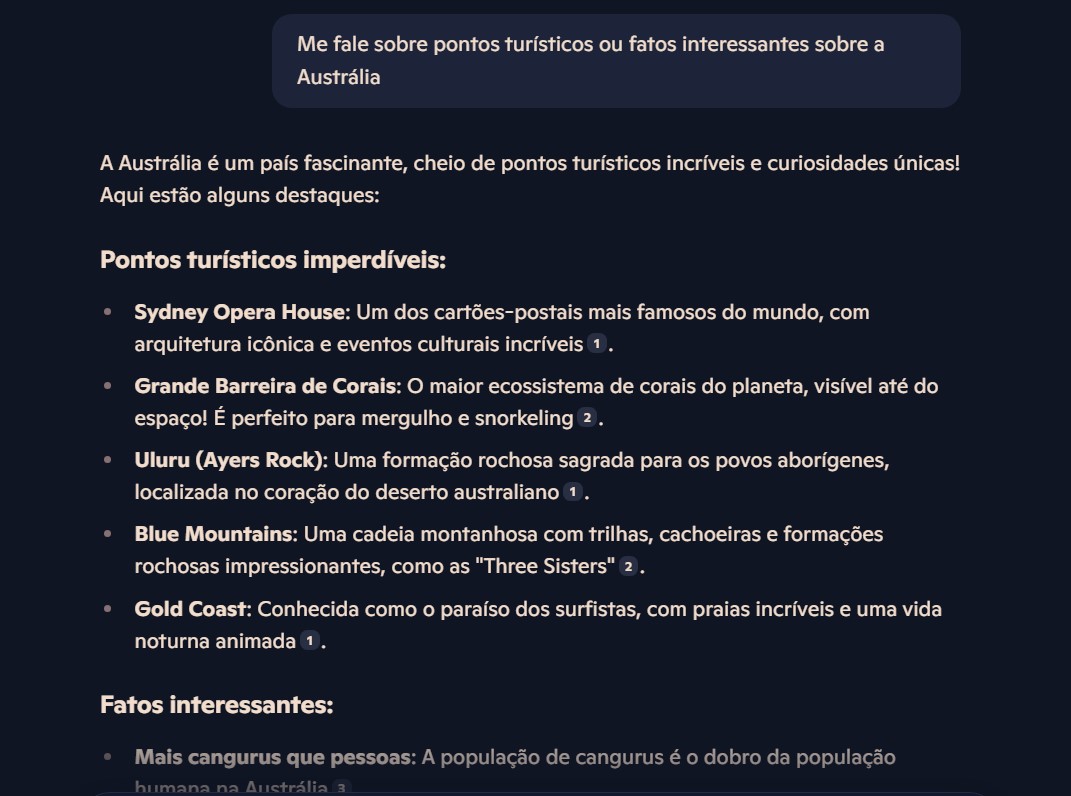 Me fale sobre pontos turísticos ou fatos interessantes sobre a
Austrália
A Austrália é um país fascinante, cheio de pontos turísticos incríveis e curiosidades únicas!
Aqui estão alguns destaques:
Pontos turísticos imperdíveis:
• Sydney Opera House: Um dos cartões-postais mais famosos do mundo, com
arquitetura icônica e eventos culturais incríveis 1.
• Grande Barreira de Corais: O maior ecossistema de corais do planeta, visível até do
espaço! É perfeito para mergulho e snorkeling 2.
• Uluru (Ayers Rock): Uma formação rochosa sagrada para os povos aborígenes,
localizada no coração do deserto australiano 1.
• Blue Mountains: Uma cadeia montanhosa com trilhas, cachoeiras e formações
rochosas impressionantes, como as "Three Sisters" 2.
• Gold Coast: Conhecida como o paraíso dos surfistas, com praias incríveis e uma vida
noturna animada 1.
Fatos interessantes:
• Mais cangurus que pessoas: A população de cangurus é o dobro da população
humana na Austrália 3